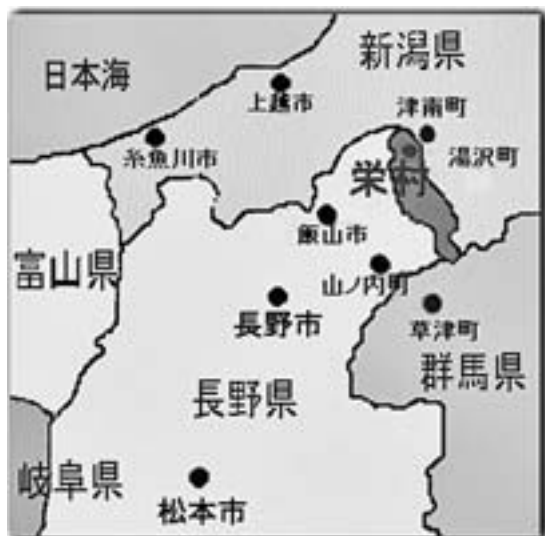 新潟県
日本海
上越市
津南町
糸魚川市
湯沢町
栄村
飯山市
富山県
山ノ内町
長野市
草津町
群馬県
長野県
岐阜県
松本市